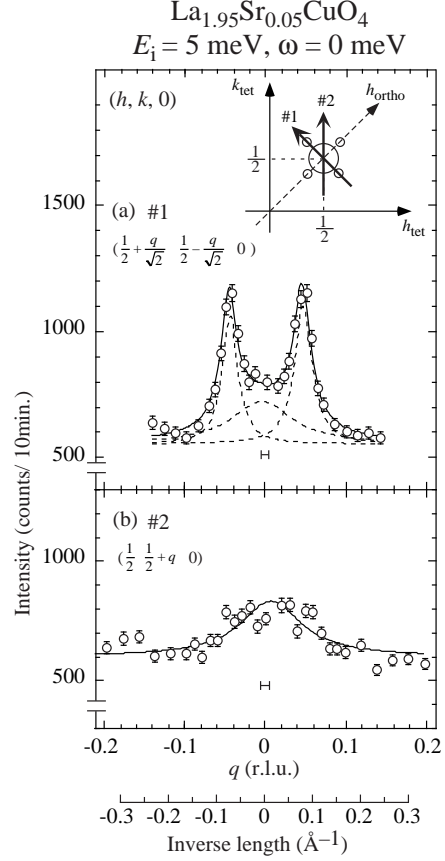 La1.95Sr0.05CuO4
Ei = 5 meV, ω = 0 meV
(h, k, 0)
ktet
#2
#1
hortho
1/2
1/2
htet
(a) #1
(1/2+q/√2 1/2−q/√2 0)
1500
1000
500
Intensity (counts/ 10min.)
(b) #2
(1/2 1/2+q 0)
1000
500
-0.2 -0.1 0 0.1 0.2
q (r.l.u.)
-0.3 -0.2 -0.1 0 0.1 0.2 0.3
Inverse length (Å−1)